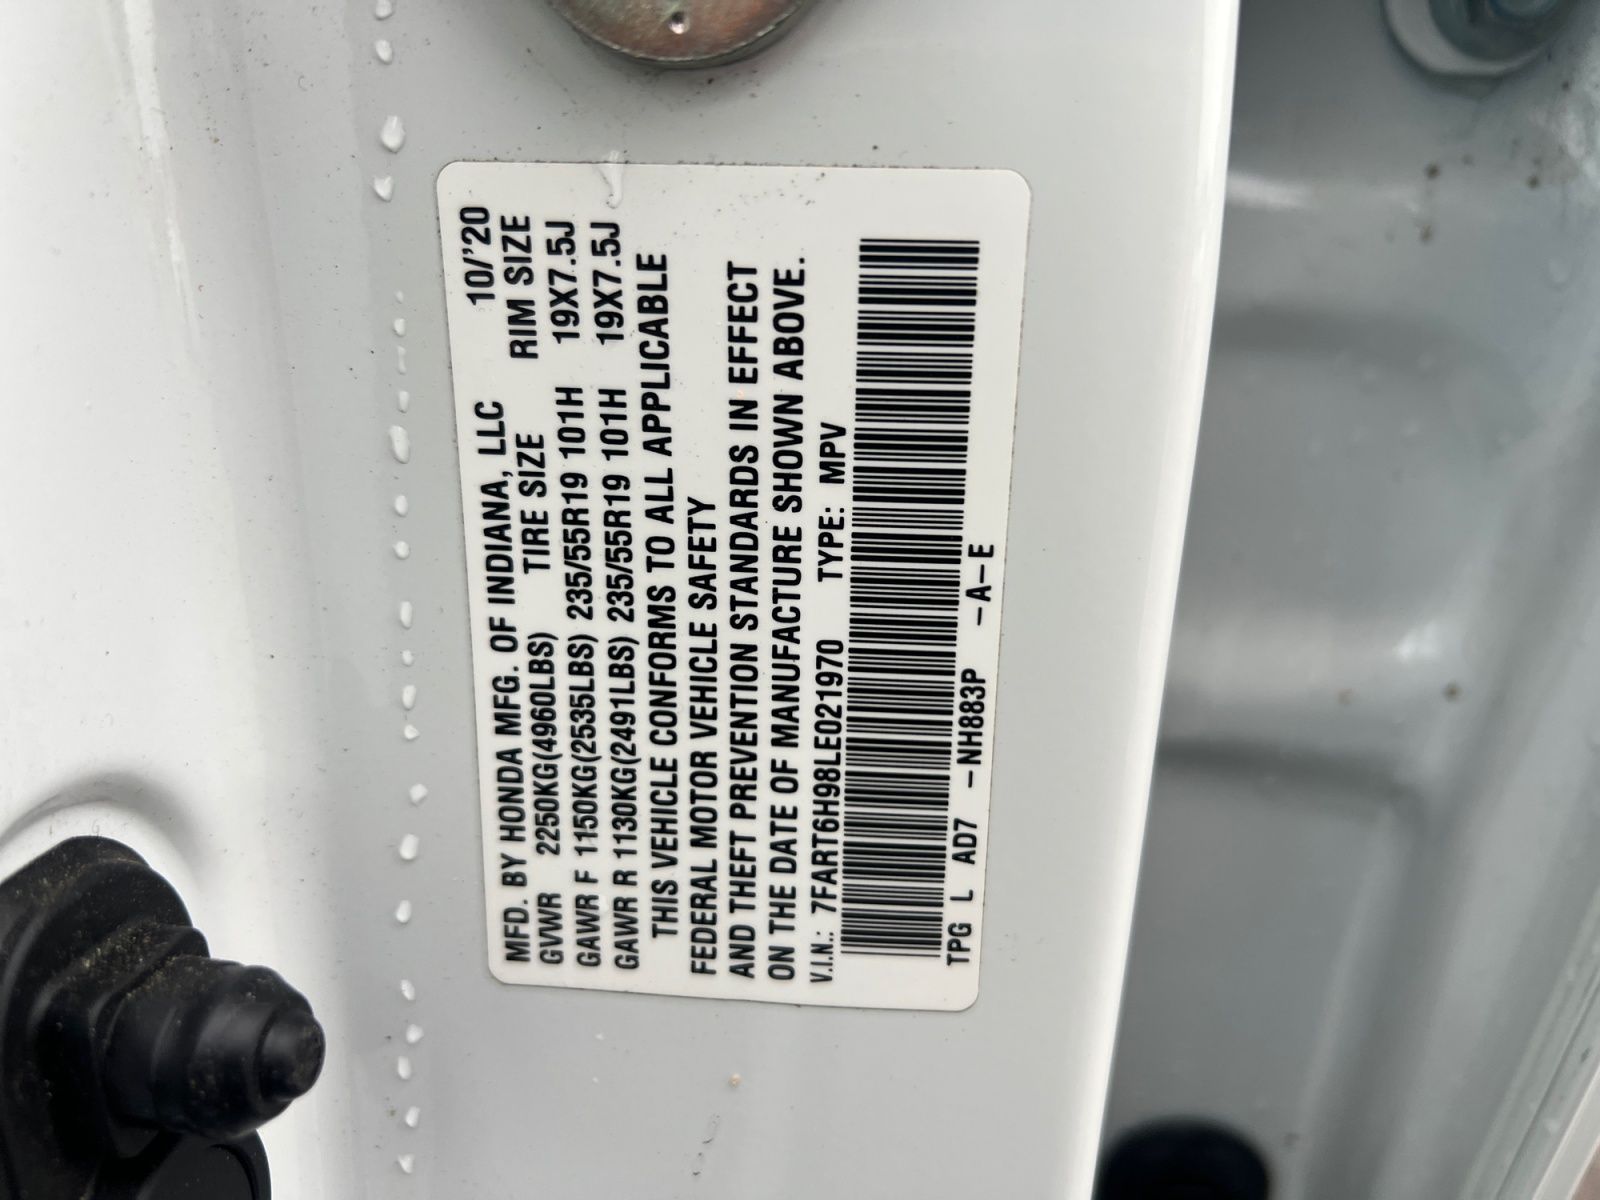 MFD. BY HONDA MFG. OF INDIANA, LLC 10/'20
GVWR 2250KG(4960LBS) TIRE SIZE RIM SIZE
GAWR F 1150KG(2535LBS) 235/55R19 101H 19X7.5J
GAWR R 1130KG(2491LBS) 235/55R19 101H 19X7.5J
THIS VEHICLE CONFORMS TO ALL APPLICABLE
FEDERAL MOTOR VEHICLE SAFETY
AND THEFT PREVENTION STANDARDS IN EFFECT
ON THE DATE OF MANUFACTURE SHOWN ABOVE.
V.I.N.: 7FART6H98LE021970 TYPE: MPV
TPG L AD7 -NH883P -A-E